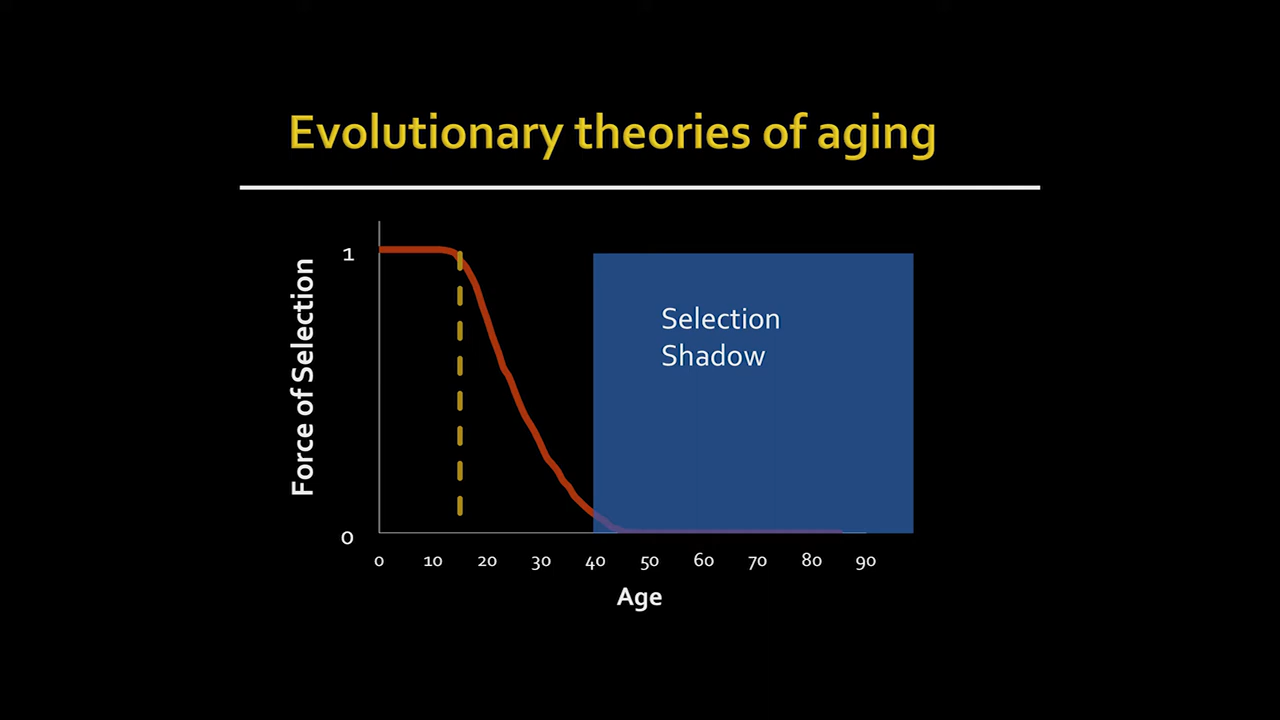 Evolutionary theories of aging
Force of Selection
1
0
Selection
Shadow
0 10 20 30 40 50 60 70 80 90
Age